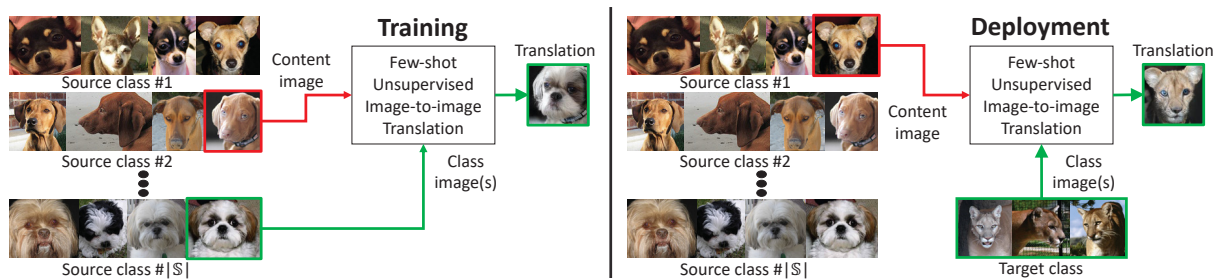 Training
Source class #1
Content
image
Few-shot
Unsupervised
Image-to-image
Translation
Translation
Source class #2
Class
image(s)
Source class #|𝕊|
Deployment
Source class #1
Content
image
Few-shot
Unsupervised
Image-to-image
Translation
Translation
Source class #2
Class
image(s)
Source class #|𝕊|
Target class